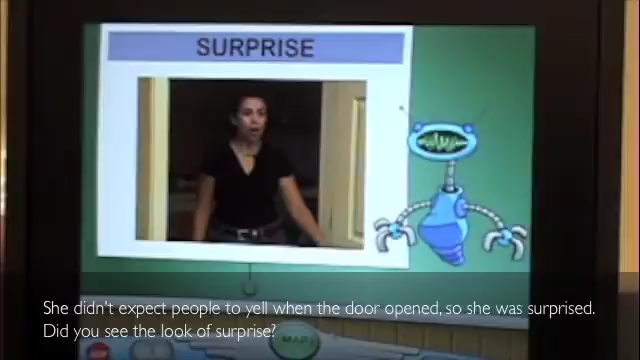 SURPRISE
She didn't expect people to yell when the door opened, so she was surprised.
Did you see the look of surprise?
MAPS